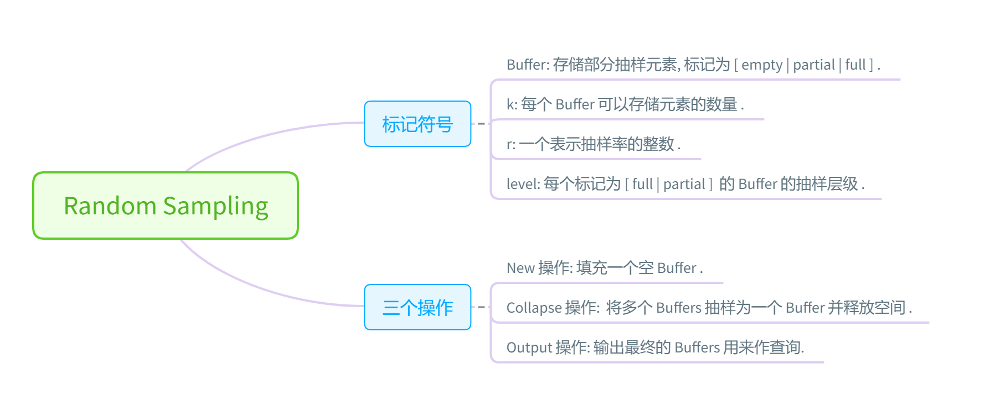 Random Sampling
标记符号
Buffer: 存储部分抽样元素, 标记为 [ empty | partial | full ] .
k: 每个 Buffer 可以存储元素的数量 .
r: 一个表示抽样率的整数 .
level: 每个标记为 [ full | partial ] 的 Buffer 的抽样层级 .
三个操作
New 操作: 填充一个空 Buffer .
Collapse 操作: 将多个 Buffers 抽样为一个 Buffer 并释放空间 .
Output 操作: 输出最终的 Buffers 用来作查询.